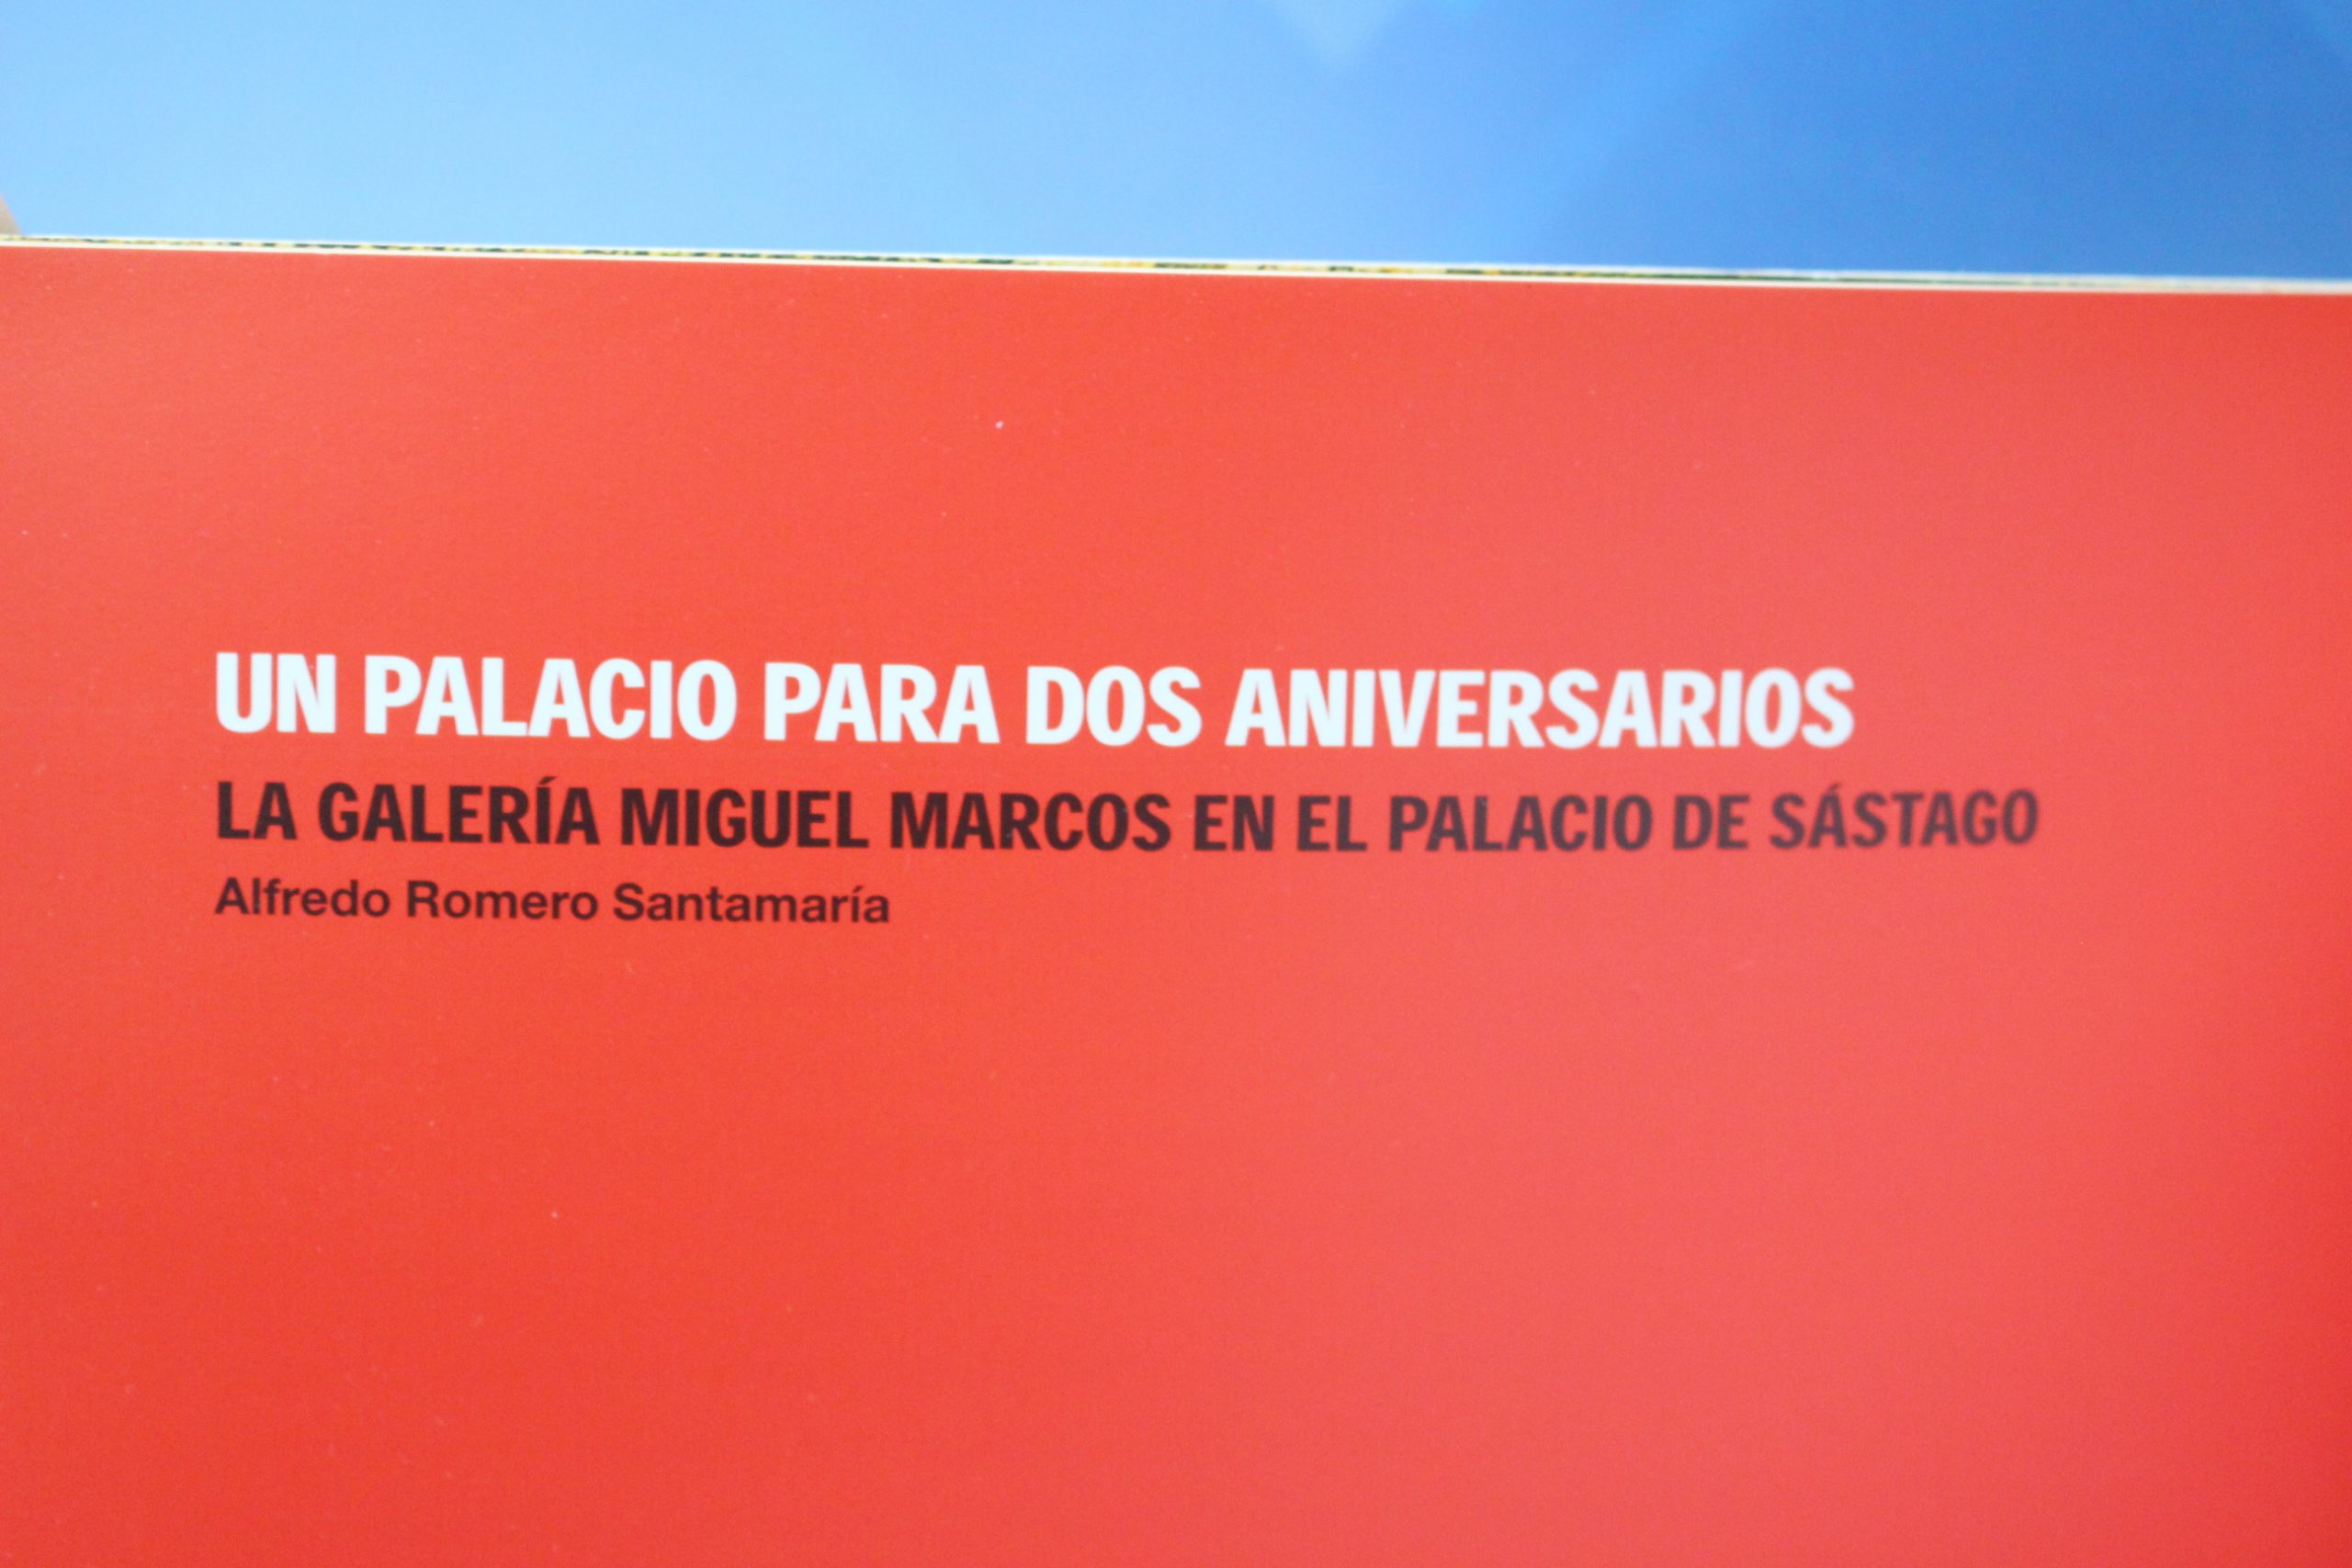 UN PALACIO PARA DOS ANIVERSARIOS
LA GALERÍA MIGUEL MARCOS EN EL PALACIO DE SÁSTAGO
Alfredo Romero Santamaría